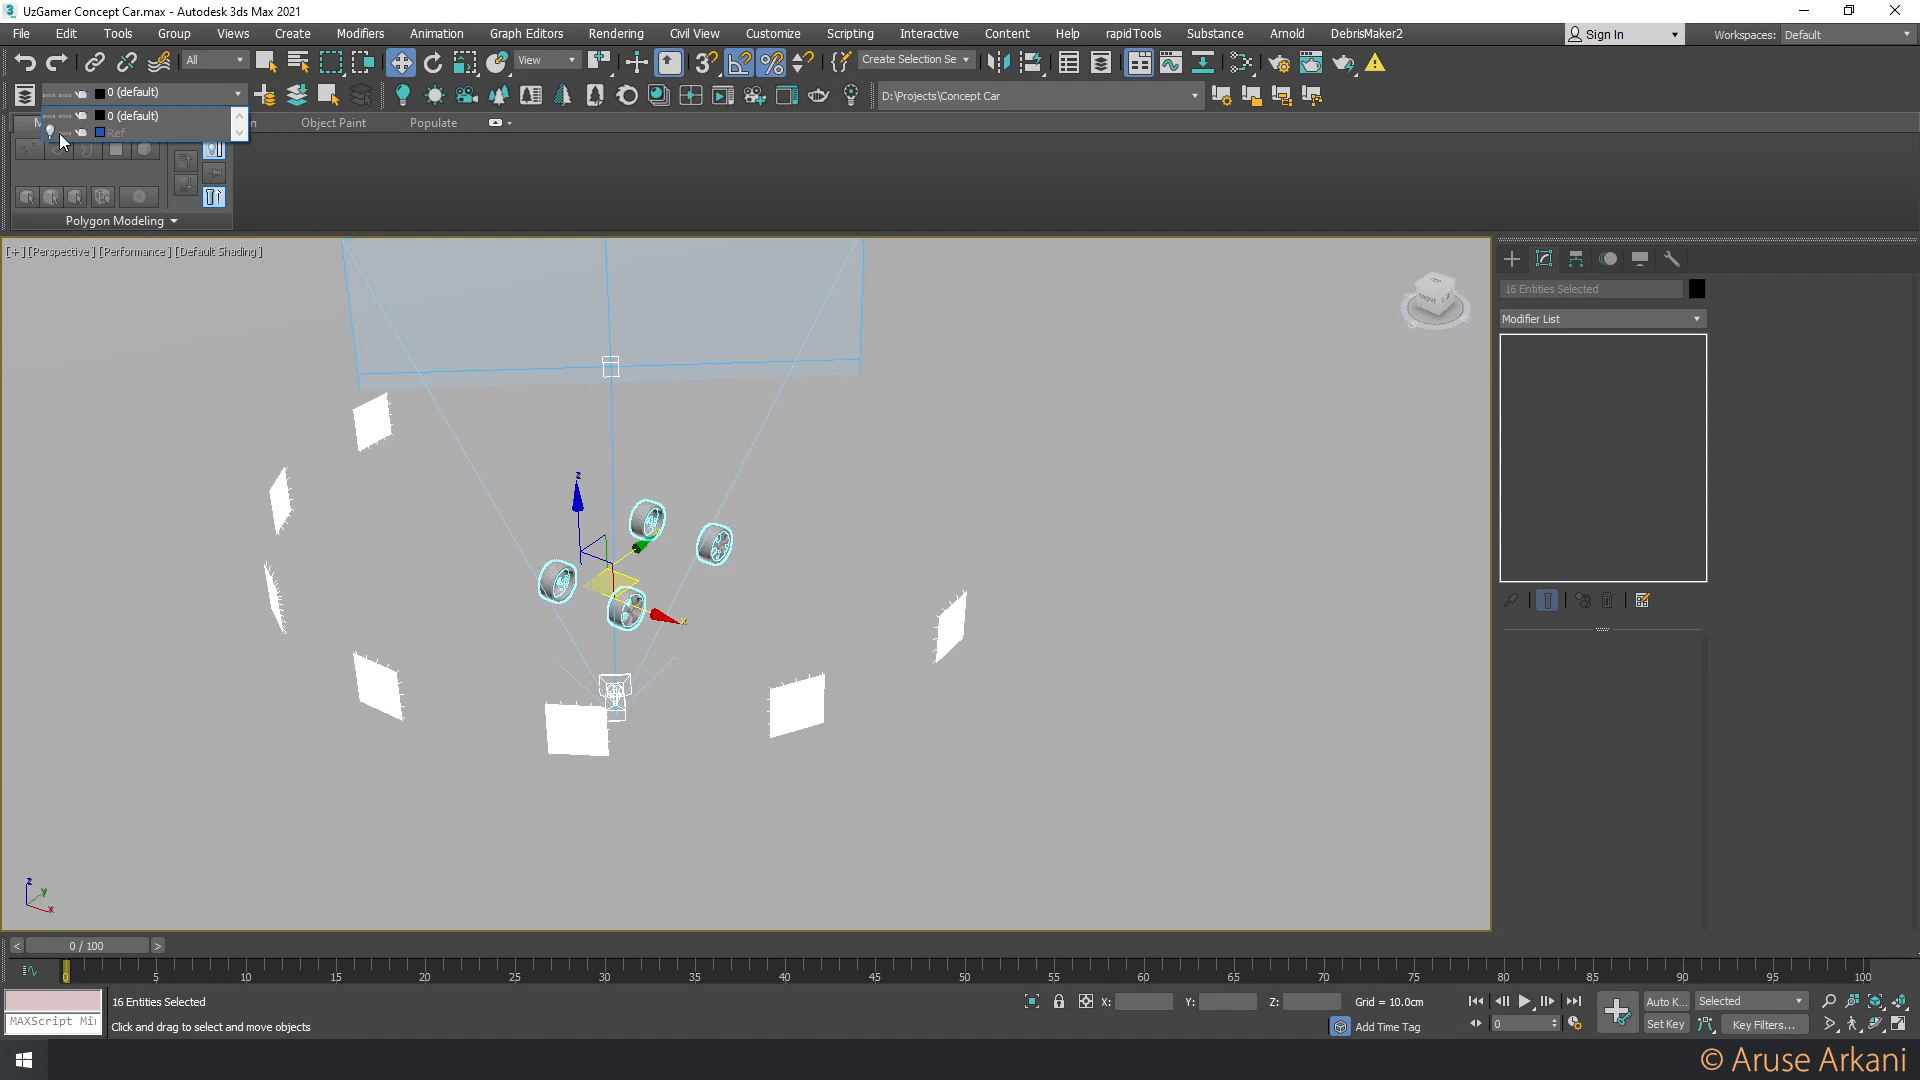 UzGamer Concept Car.max - Autodesk 3ds Max 2021
File Edit Tools Group Views Create Modifiers Animation Graph Editors Rendering Civil View Customize Scripting Interactive Content Help rapidTools Substance Arnold DebrisMaker2
Sign In Workspaces: Default
All View Create Selection Se
0 (default) D:\Projects\Concept Car
0 (default)
Ref
Object Paint Populate
Polygon Modeling
[+] [Perspective] [Performance] [Default Shading]
16 Entities Selected
Modifier List
FRONT
z
x
z
y
x
< 0 / 100 >
0 5 10 15 20 25 30 35 40 45 50 55 60 65 70 75 80 85 90 95 100
16 Entities Selected X: Y: Z: Grid = 10.0cm Auto K... Selected
MAXScript Mi Click and drag to select and move objects Add Time Tag 0 Set Key Key Filters...
© Aruse Arkani